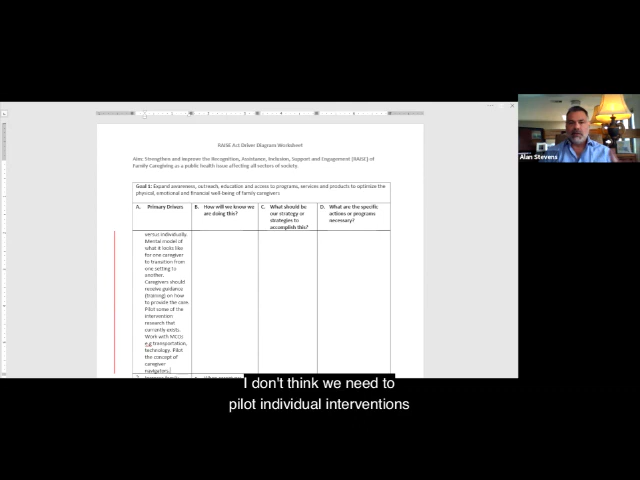 RAISE Act Driver Diagram Worksheet
Aim: Strengthen and Improve the Recognition, Assistance, Inclusion, Support and Engagement (RAISE) of
Family Caregiving as a public health issue affecting all sectors of society.
Goal 1: Expand awareness, outreach, education and access to programs, services and products to optimize the
physical, emotional and financial well-being of family caregivers
A. Primary Drivers
B. How will we know we
are doing this?
C. What should be
our strategy or
strategies to
accomplish this?
D. What are the specific
actions or programs
necessary?
versus individually.
Mental model of
what it looks like
for one caregiver
to transition from
one setting to
another.
Caregivers should
receive guidance
(training) on how
to provide the care.
Pilot some of the
intervention
research that
currently exists.
Work with MCOs
e.g transportation,
technology. Pilot
the concept of
caregiver
navigators.
Alan Stevens
I don't think we need to
pilot individual interventions